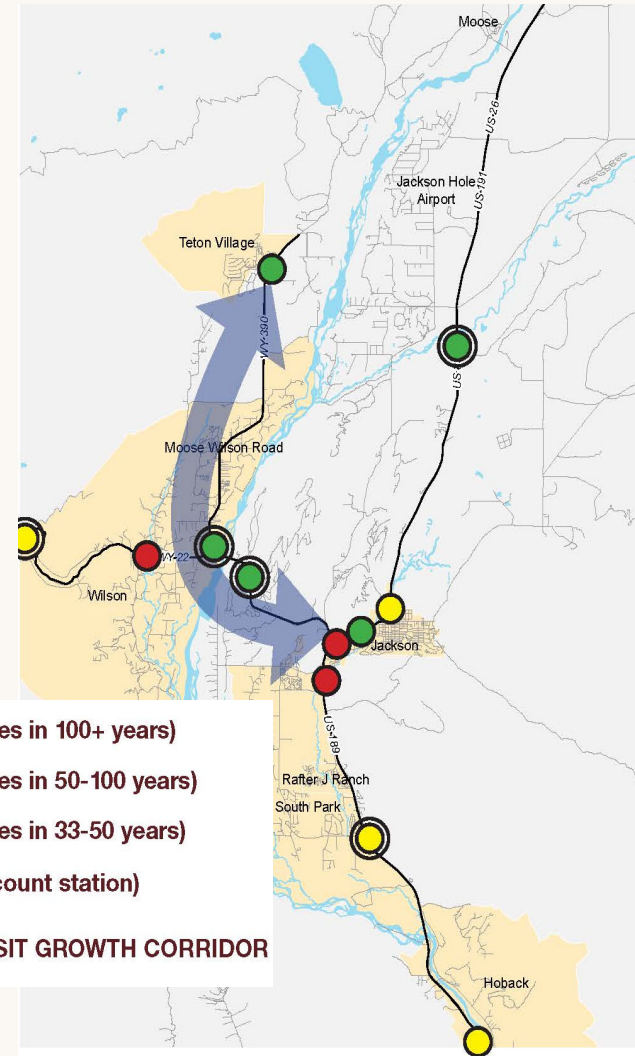 Moose
US-26
US-191
Jackson Hole
Airport
Teton Village
WY-390
US-
Moose Wilson Road
WY-22
Wilson
Jackson
US-189
Rafter J Ranch
South Park
Hoback
es in 100+ years)
es in 50-100 years)
es in 33-50 years)
count station)
SIT GROWTH CORRIDOR